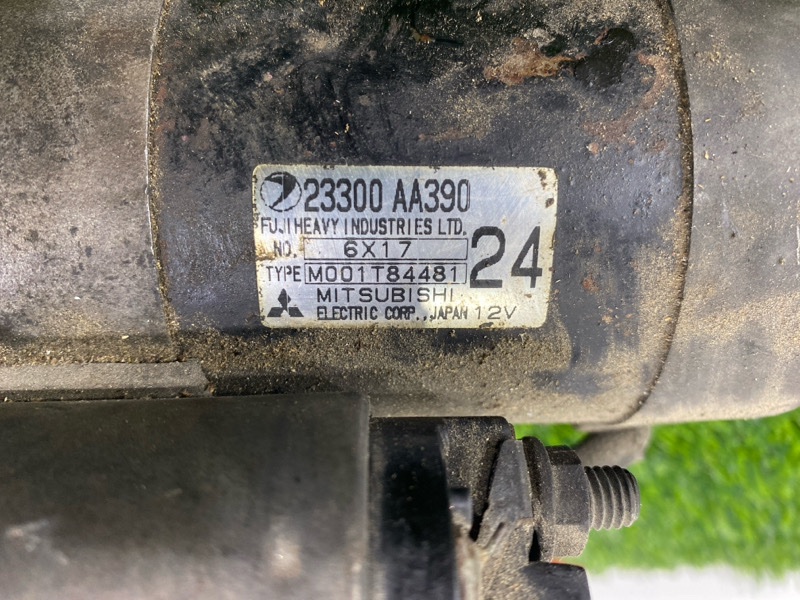 23300 AA390
FUJI HEAVY INDUSTRIES LTD.
NO. 6X17
TYPE M001T84481
24
MITSUBISHI
ELECTRIC CORP., JAPAN 12V